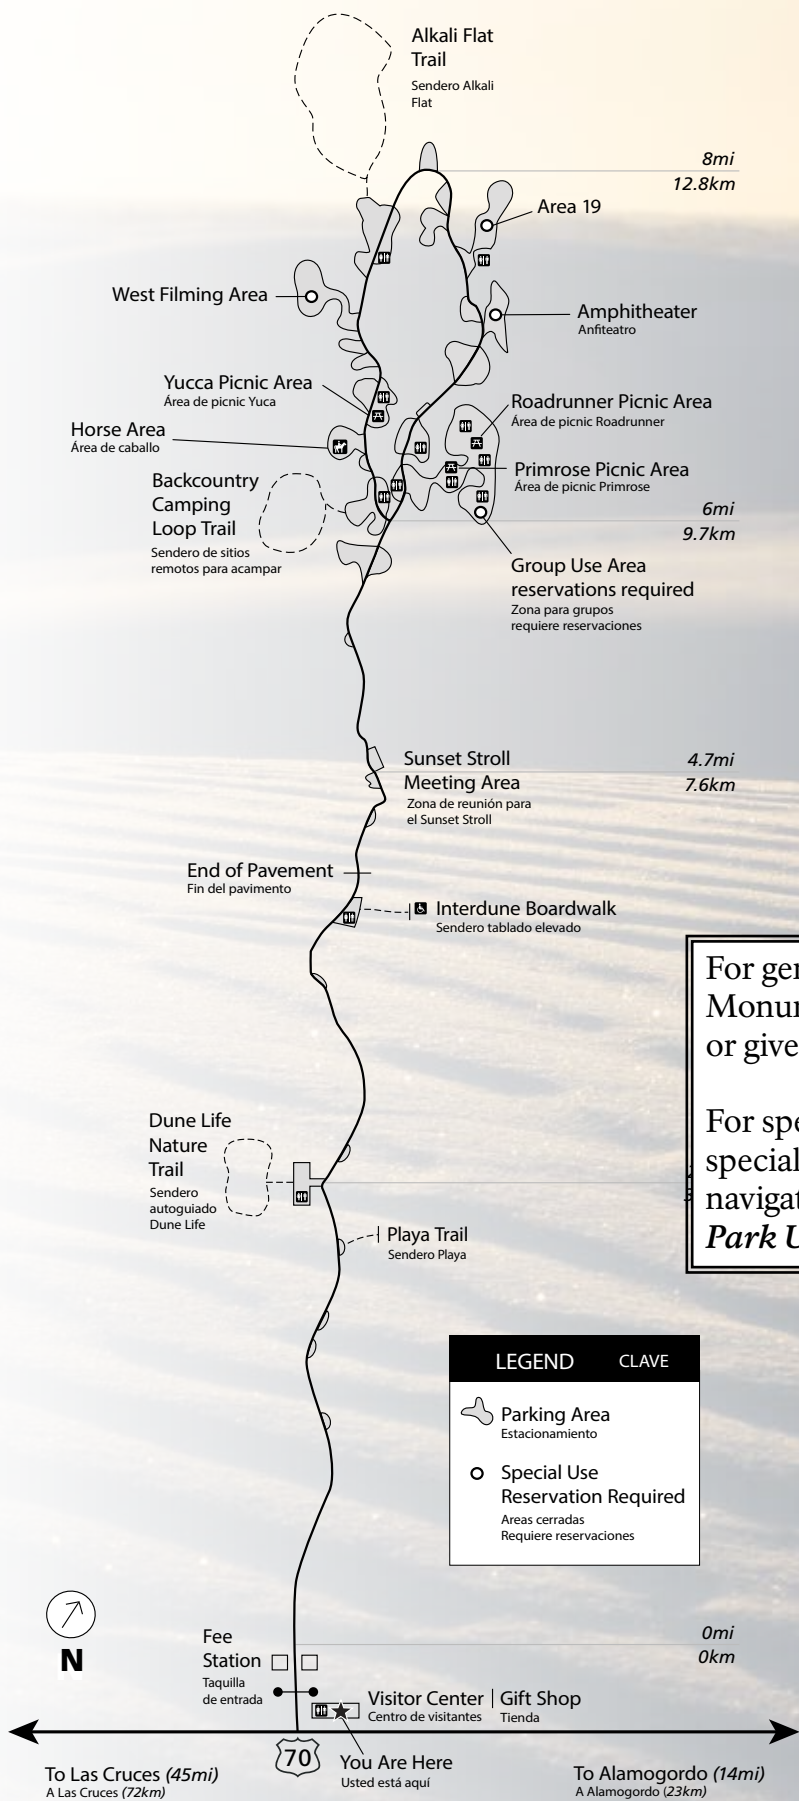 Alkali Flat
Trail
Sendero Alkali
Flat
8mi
12.8km
Area 19
West Filming Area
Amphitheater
Anfiteatro
Yucca Picnic Area
Área de picnic Yuca
Roadrunner Picnic Area
Área de picnic Roadrunner
Horse Area
Área de caballo
Primrose Picnic Area
Área de picnic Primrose
Backcountry
Camping
Loop Trail
Sendero de sitios
remotos para acampar
6mi
9.7km
Group Use Area
reservations required
Zona para grupos
requiere reservaciones
Sunset Stroll
Meeting Area
Zona de reunión para
el Sunset Stroll
4.7mi
7.6km
End of Pavement
Fin del pavimento
Interdune Boardwalk
Sendero tablado elevado
For ger
Monur
or give
For spe
special
navigat
Park U
Dune Life
Nature
Trail
Sendero
autoguiado
Dune Life
Playa Trail
Sendero Playa
LEGEND CLAVE
Parking Area
Estacionamiento
Special Use
Reservation Required
Areas cerradas
Requiere reservaciones
N
0mi
0km
Fee
Station
Taquilla
de entrada
Visitor Center | Gift Shop
Centro de visitantes Tienda
70
You Are Here
Usted está aquí
To Las Cruces (45mi)
A Las Cruces (72km)
To Alamogordo (14mi)
A Alamogordo (23km)